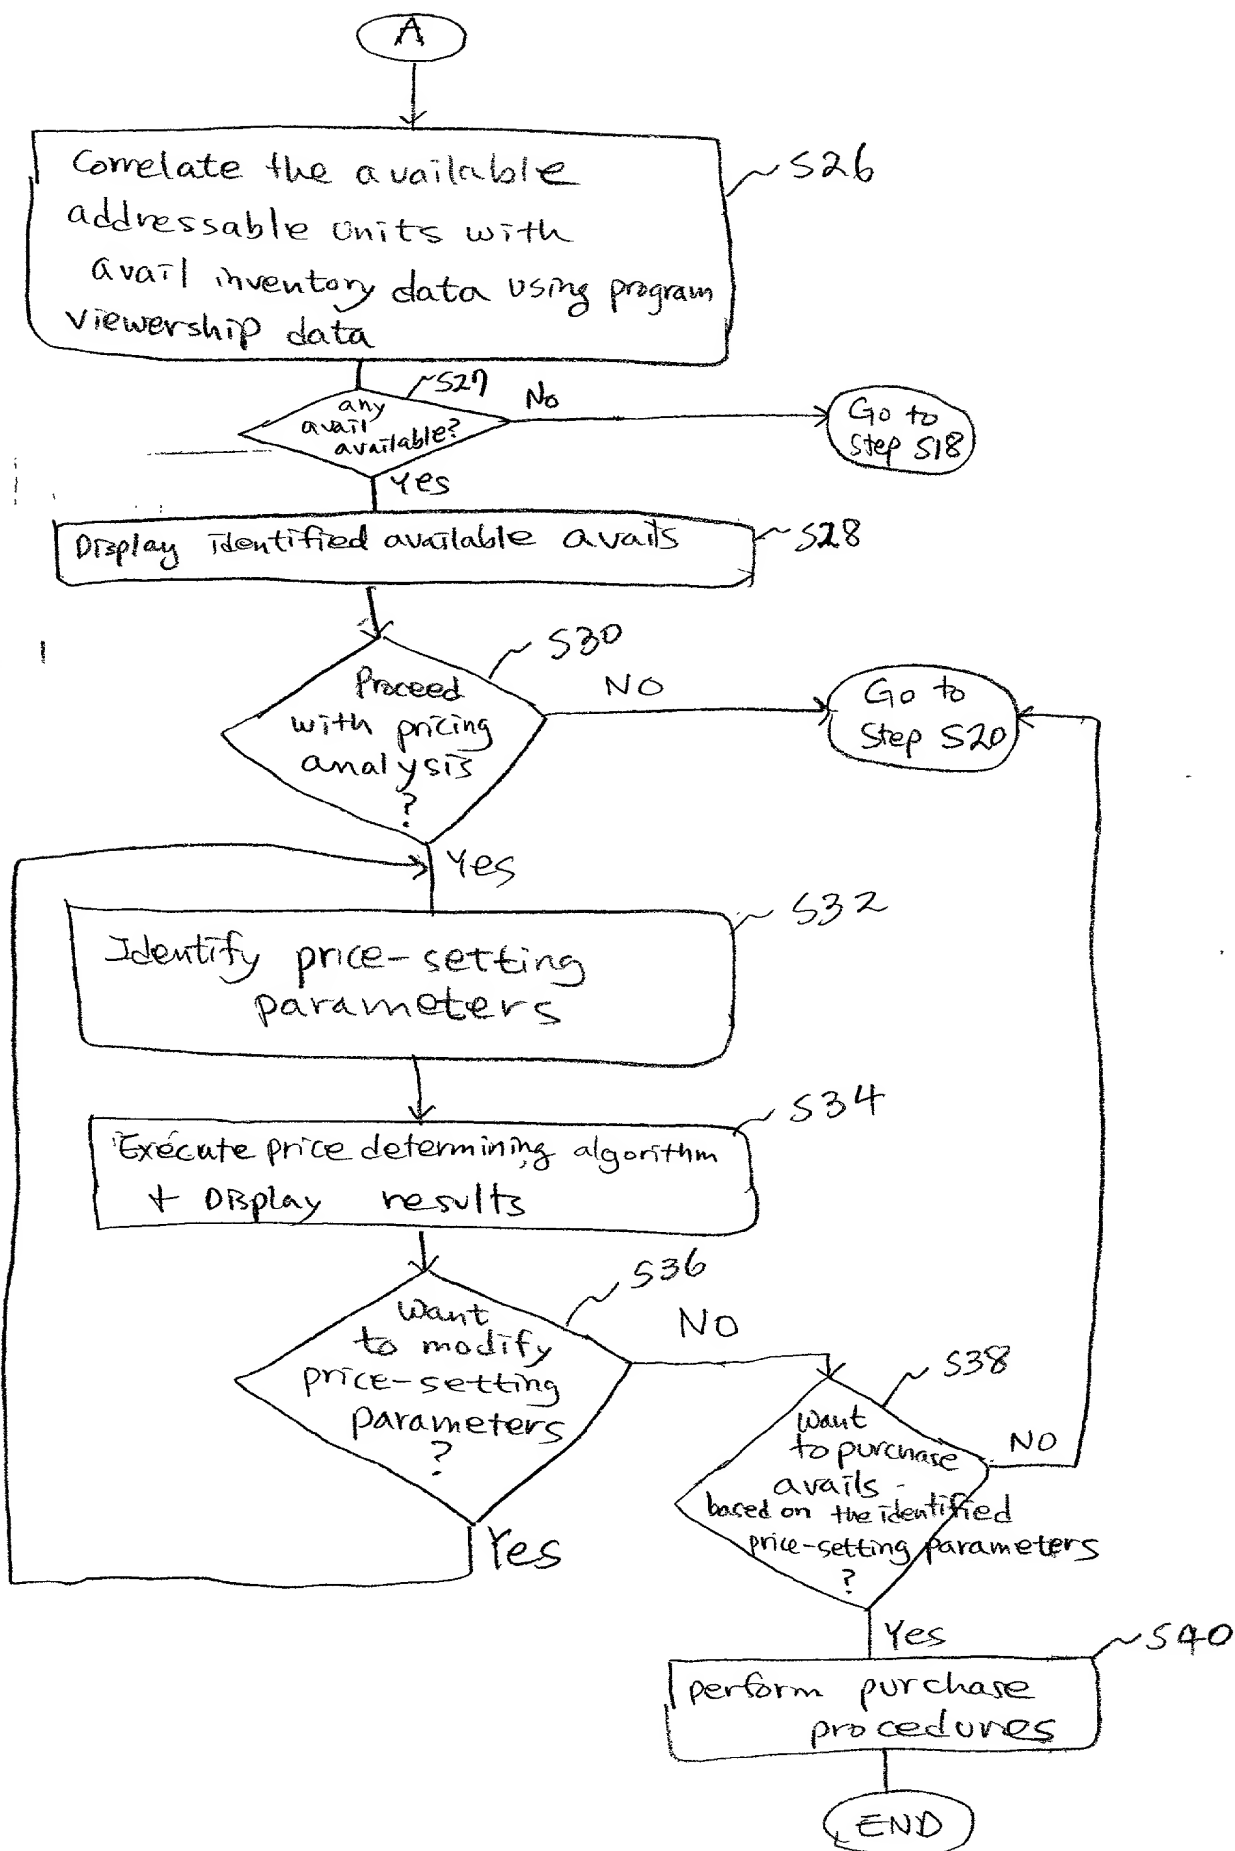 A
Correlate the available
S26
addressable units with
avail inventory data using program
viewership data
S27
any
avail
available?
No
Go to
Step S18
Yes
Display identified available avails
S28
S30
Proceed
with pricing
analysis
?
NO
Go to
Step S20
Yes
S32
Identify price-setting
parameters
S34
Execute price determining algorithm
+ Display results
S36
Want
to modify
price-setting
parameters
?
NO
S38
Want
to purchase
avails
based on the identified
price-setting parameters
?
NO
Yes
Yes
S40
perform purchase
procedures
END